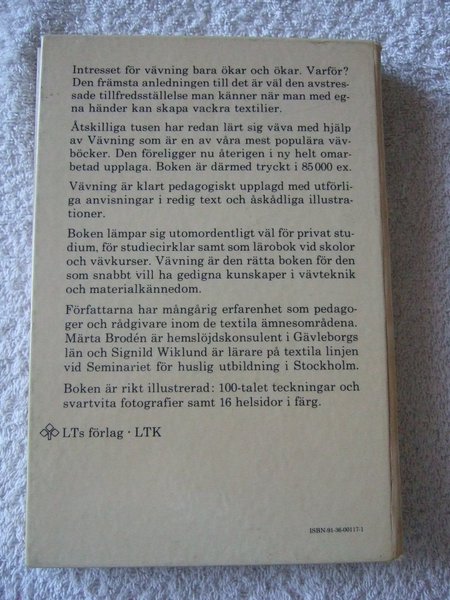 Intresset för vävning bara ökar och ökar. Varför?
Den främsta anledningen till det är väl den avstres-
sade tillfredsställelse man känner när man med eg-
na händer kan skapa vackra textilier.
Åtskilliga tusen har redan lärt sig väva med hjälp
av Vävning som är en av våra mest populära väv-
böcker. Den föreligger nu återigen i ny helt omar-
betad upplaga. Boken är därmed tryckt i 85 000 ex.
Vävning är klart pedagogiskt upplagd med utförli-
ga anvisningar i redig text och åskådliga illustra-
tioner.
Boken lämpar sig utomordentligt väl för privat stu-
dium, för studiecirklar samt som lärobok vid skolor
och vävkurser. Vävning är den rätta boken för den
som snabbt vill ha gedigna kunskaper i vävteknik
och materialkännedom.
Författarna har mångårig erfarenhet som pedago-
ger och rådgivare inom de textila ämnesområdena.
Märta Brodén är hemslöjdskonsulent i Gävleborgs
län och Signild Wiklund är lärare på textila linjen
vid Seminariet för huslig utbildning i Stockholm.
Boken är rikt illustrerad: 100-talet teckningar och
svartvita fotografier samt 16 helsidor i färg.
LTs förlag · LTK
ISBN-91-36-00117-1